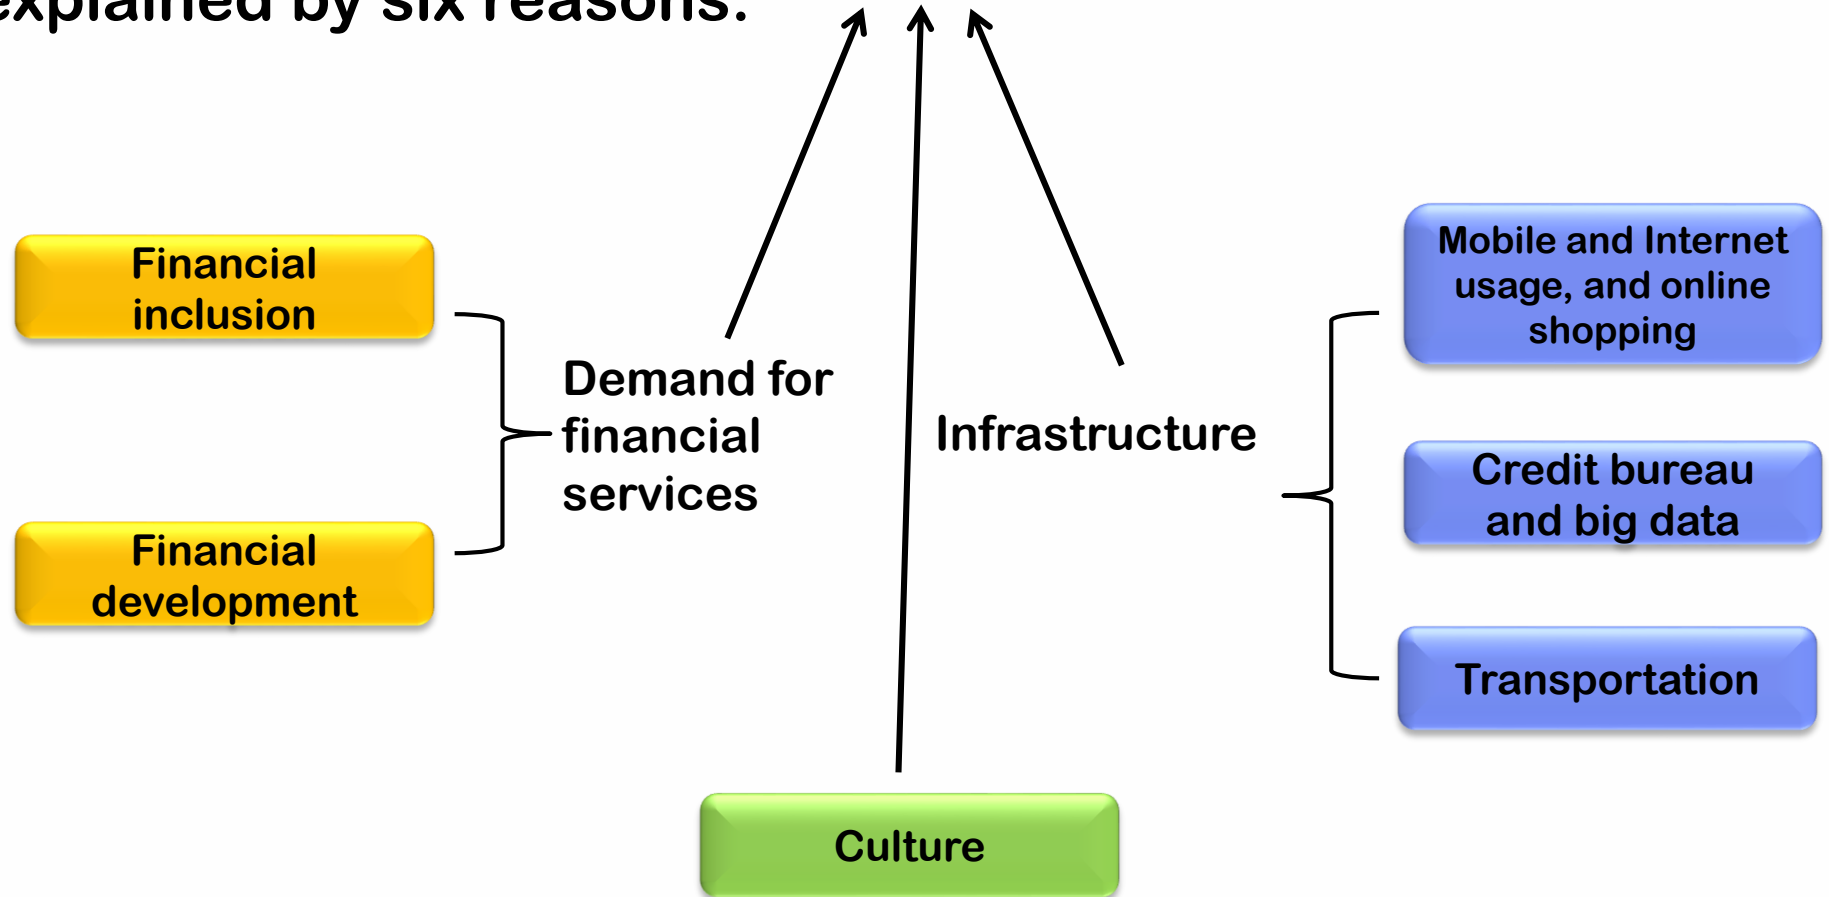 explained by six reasons:
Financial
inclusion
Financial
development
Demand for
financial
services
Infrastructure
Mobile and Internet
usage, and online
shopping
Credit bureau
and big data
Transportation
Culture